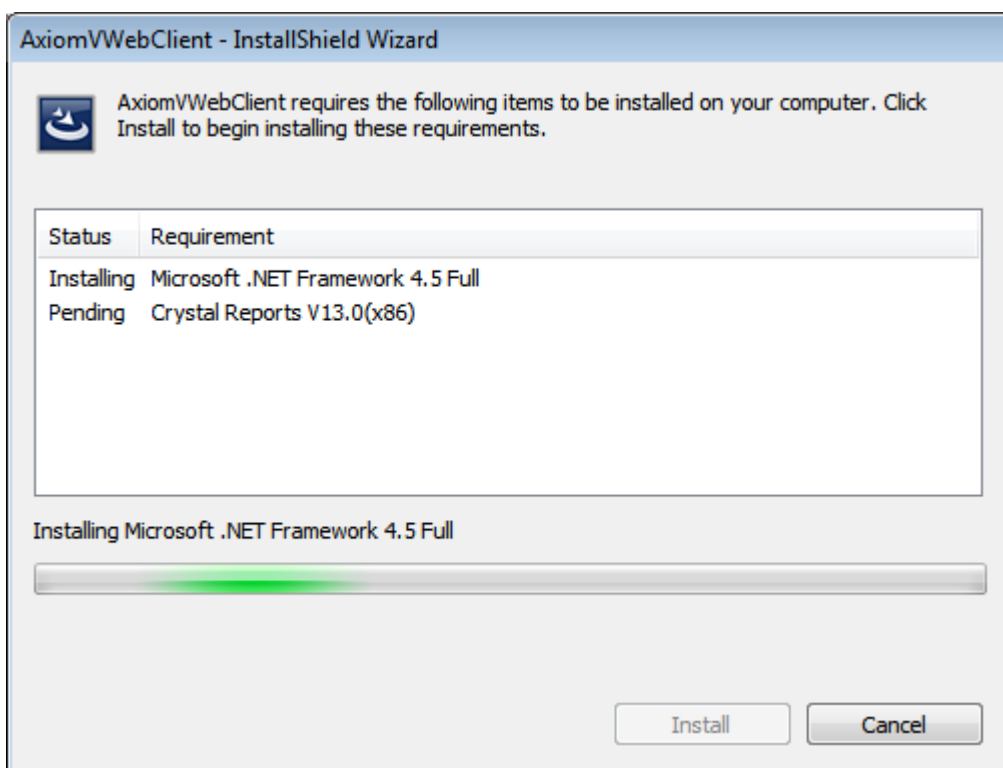 AxiomVWebClient - InstallShield Wizard
AxiomVWebClient requires the following items to be installed on your computer. Click
Install to begin installing these requirements.
Status Requirement
Installing Microsoft .NET Framework 4.5 Full
Pending Crystal Reports V13.0(x86)
Installing Microsoft .NET Framework 4.5 Full
Install Cancel